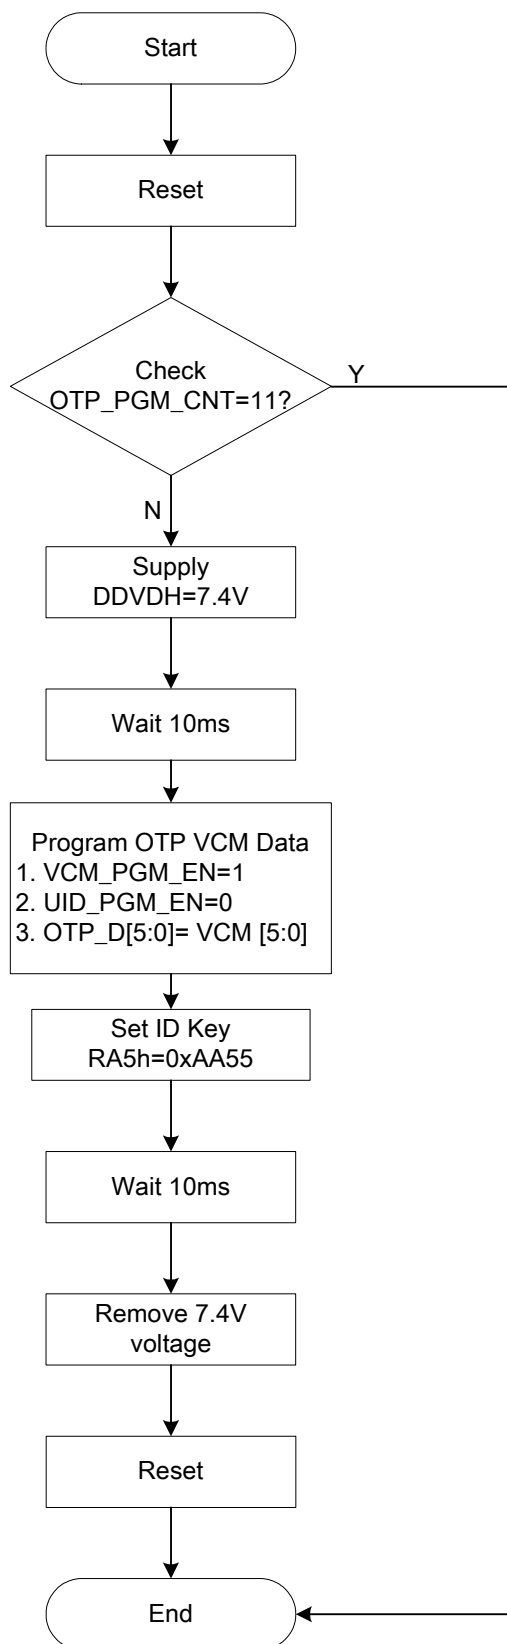 Start
Reset
Check
OTP_PGM_CNT=11?
Y
N
Supply
DDVDH=7.4V
Wait 10ms
Program OTP VCM Data
1. VCM_PGM_EN=1
2. UID_PGM_EN=0
3. OTP_D[5:0]= VCM [5:0]
Set ID Key
RA5h=0xAA55
Wait 10ms
Remove 7.4V
voltage
Reset
End